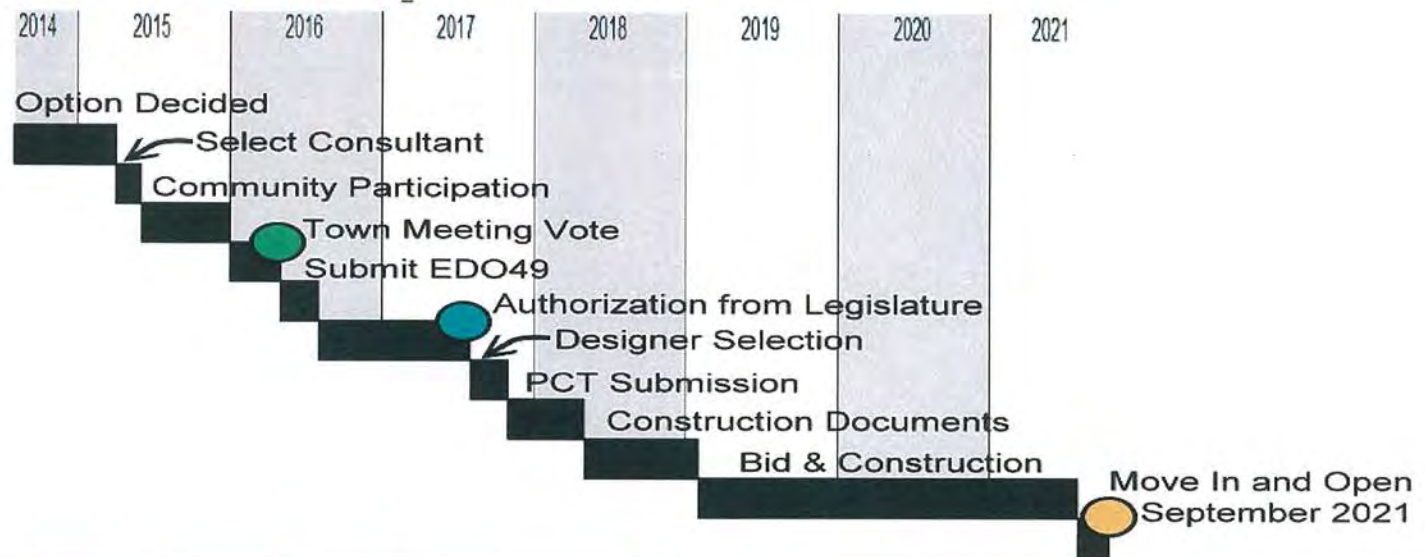 2014 2015 2016 2017 2018 2019 2020 2021
Option Decided
Select Consultant
Community Participation
Town Meeting Vote
Submit EDO49
Authorization from Legislature
Designer Selection
PCT Submission
Construction Documents
Bid & Construction
Move In and Open
September 2021